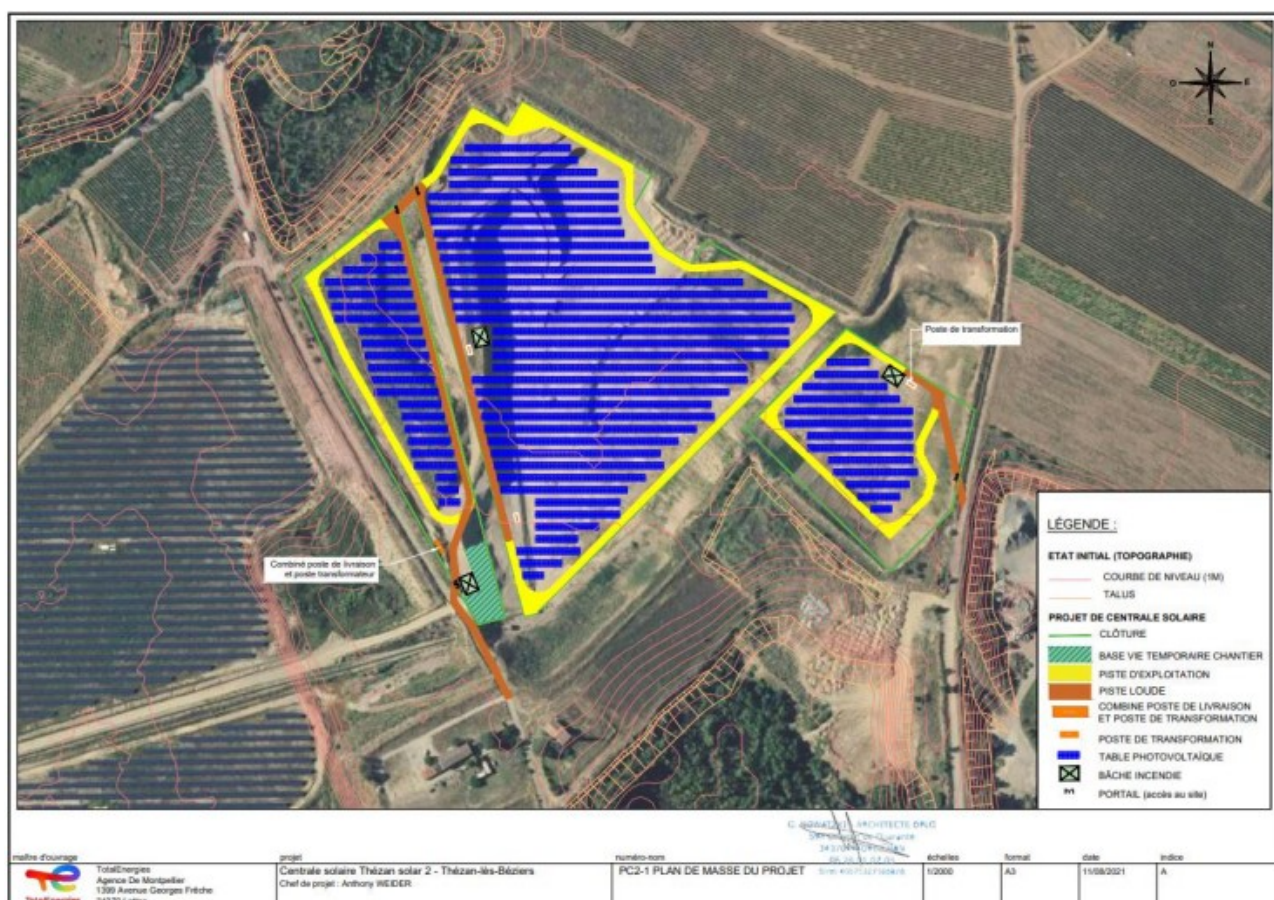 N
O
E
S
Poste de transformation
Combiné poste de livraison
et poste transformateur
LÉGENDE :
ETAT INITIAL (TOPOGRAPHIE)
COURBE DE NIVEAU (1M)
TALUS
PROJET DE CENTRALE SOLAIRE
CLÔTURE
BASE VIE TEMPORAIRE CHANTIER
PISTE D'EXPLOITATION
PISTE LOUDE
COMBINE POSTE DE LIVRAISON
ET POSTE DE TRANSFORMATION
POSTE DE TRANSFORMATION
TABLE PHOTOVOLTAÏQUE
BÂCHE INCENDIE
PORTAIL (accès au site)
ARCHITECTE DPLG
maître d'ouvrage
TotalEnergies
Agence De Montpellier
1399 Avenue Georges Frêche
TotalEnergies
projet
Centrale solaire Thézan solar 2 - Thézan-lès-Béziers
Chef de projet : Anthony WEIDER
numéro-nom
PC2-1 PLAN DE MASSE DU PROJET
échelles
1/2000
format
A3
date
11/08/2021
indice
A